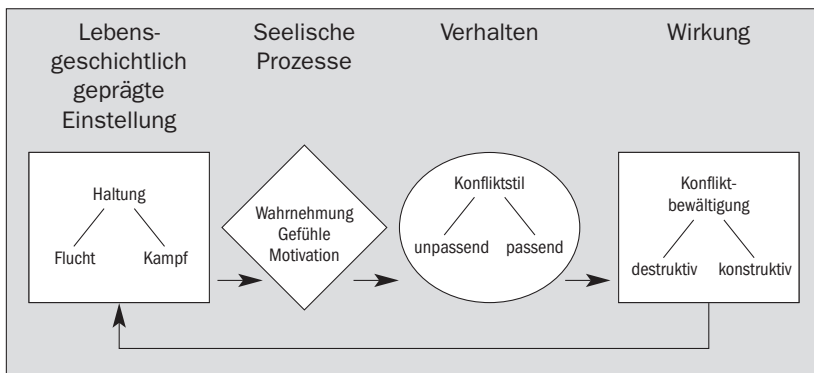 Lebens-
geschichtlich
geprägte
Einstellung
Seelische
Prozesse
Verhalten
Wirkung
Haltung
Flucht
Kampf
Wahrnehmung
Gefühle
Motivation
Konfliktstil
unpassend
passend
Konflikt-
bewältigung
destruktiv
konstruktiv